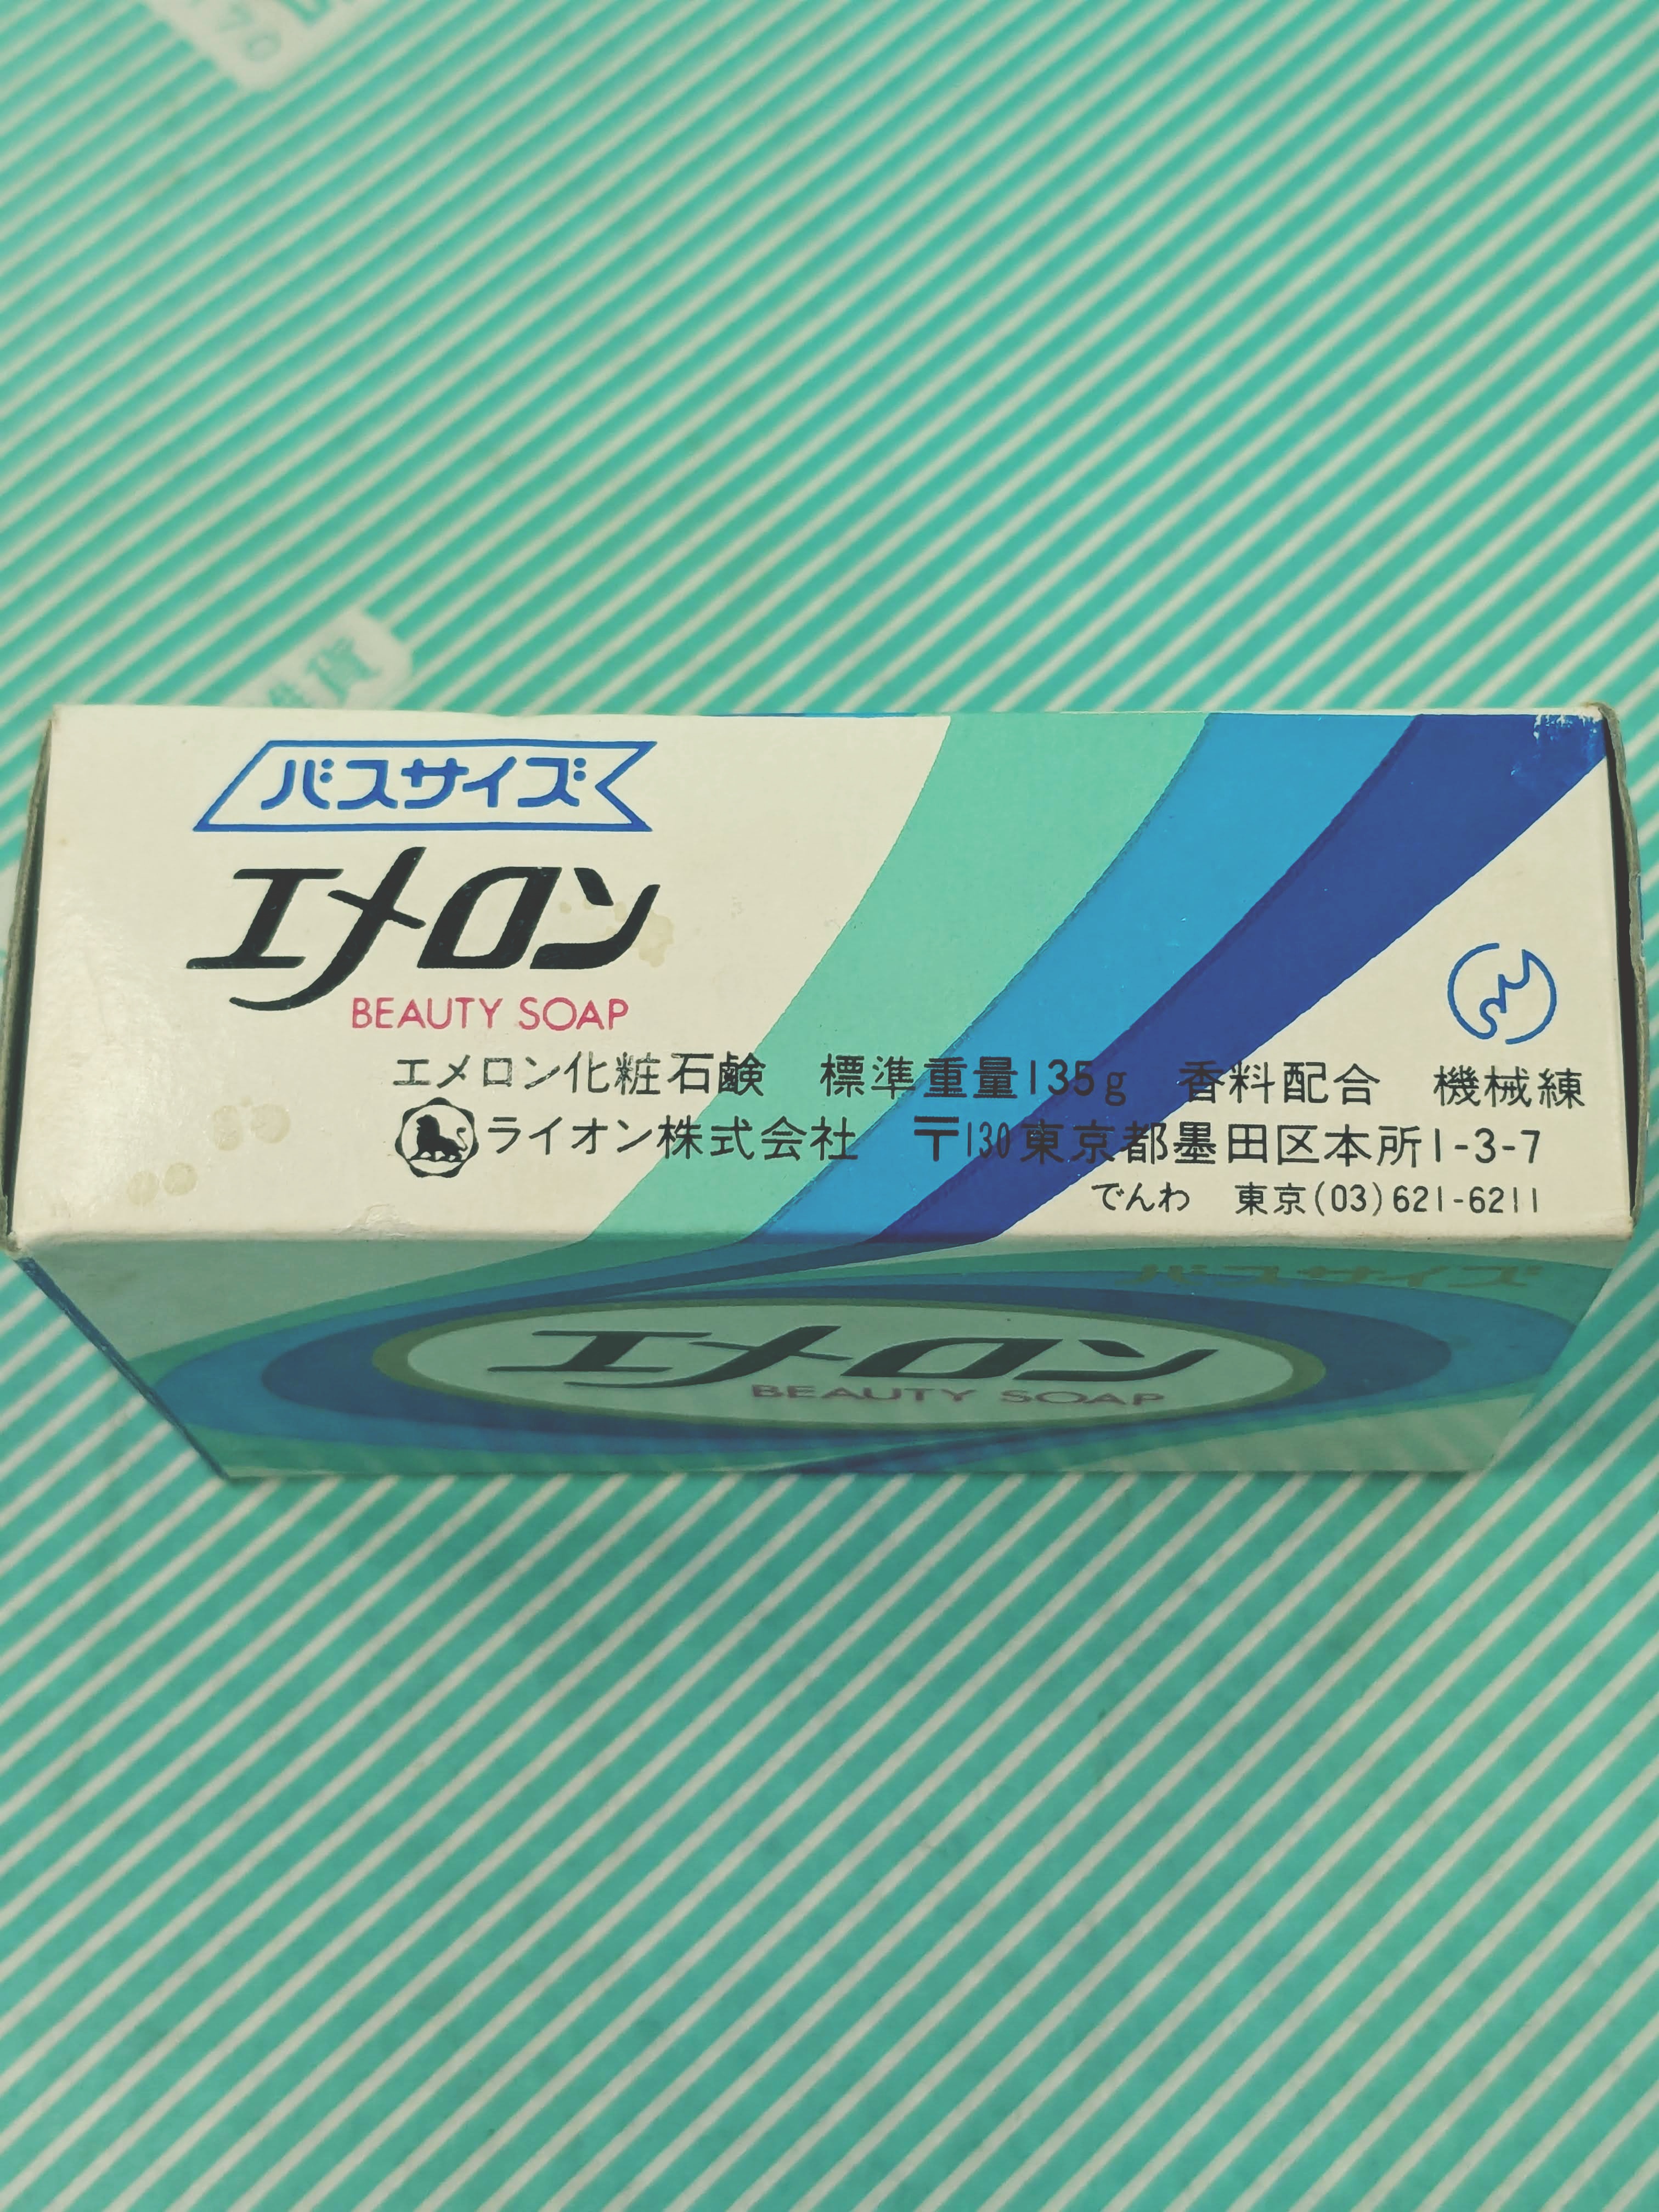 雑貨
バスサイズ
エメロン
BEAUTY SOAP
エメロン化粧石鹸 標準重量135g 香料配合 機械練
ライオン株式会社 〒130東京都墨田区本所1-3-7
でんわ 東京(03)621-6211
バスサイズ
エメロン
BEAUTY SOAP